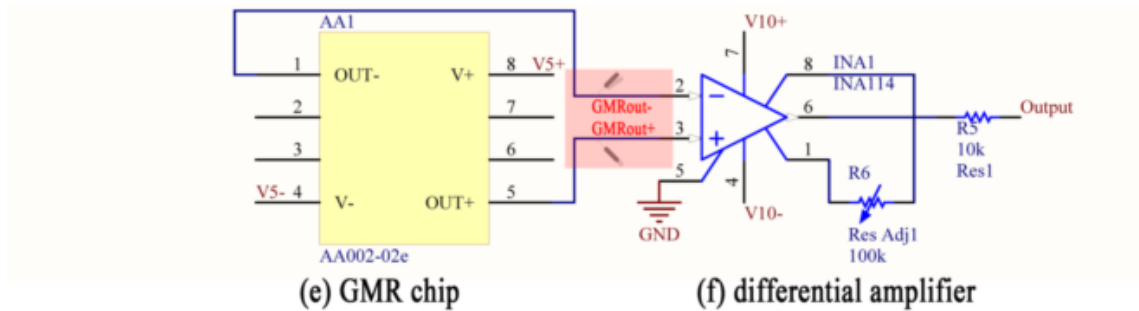 AA1
1 OUT- V+ 8 V5+
2 7
3 6
V5- 4 V- OUT+ 5
AA002-02e
(e) GMR chip
GMRout-
GMRout+
V10+
7
2
3
5
4
V10-
GND
8 INA1
INA114
6
1
R5
10k
Res1
Output
R6
Res Adj1
100k
(f) differential amplifier